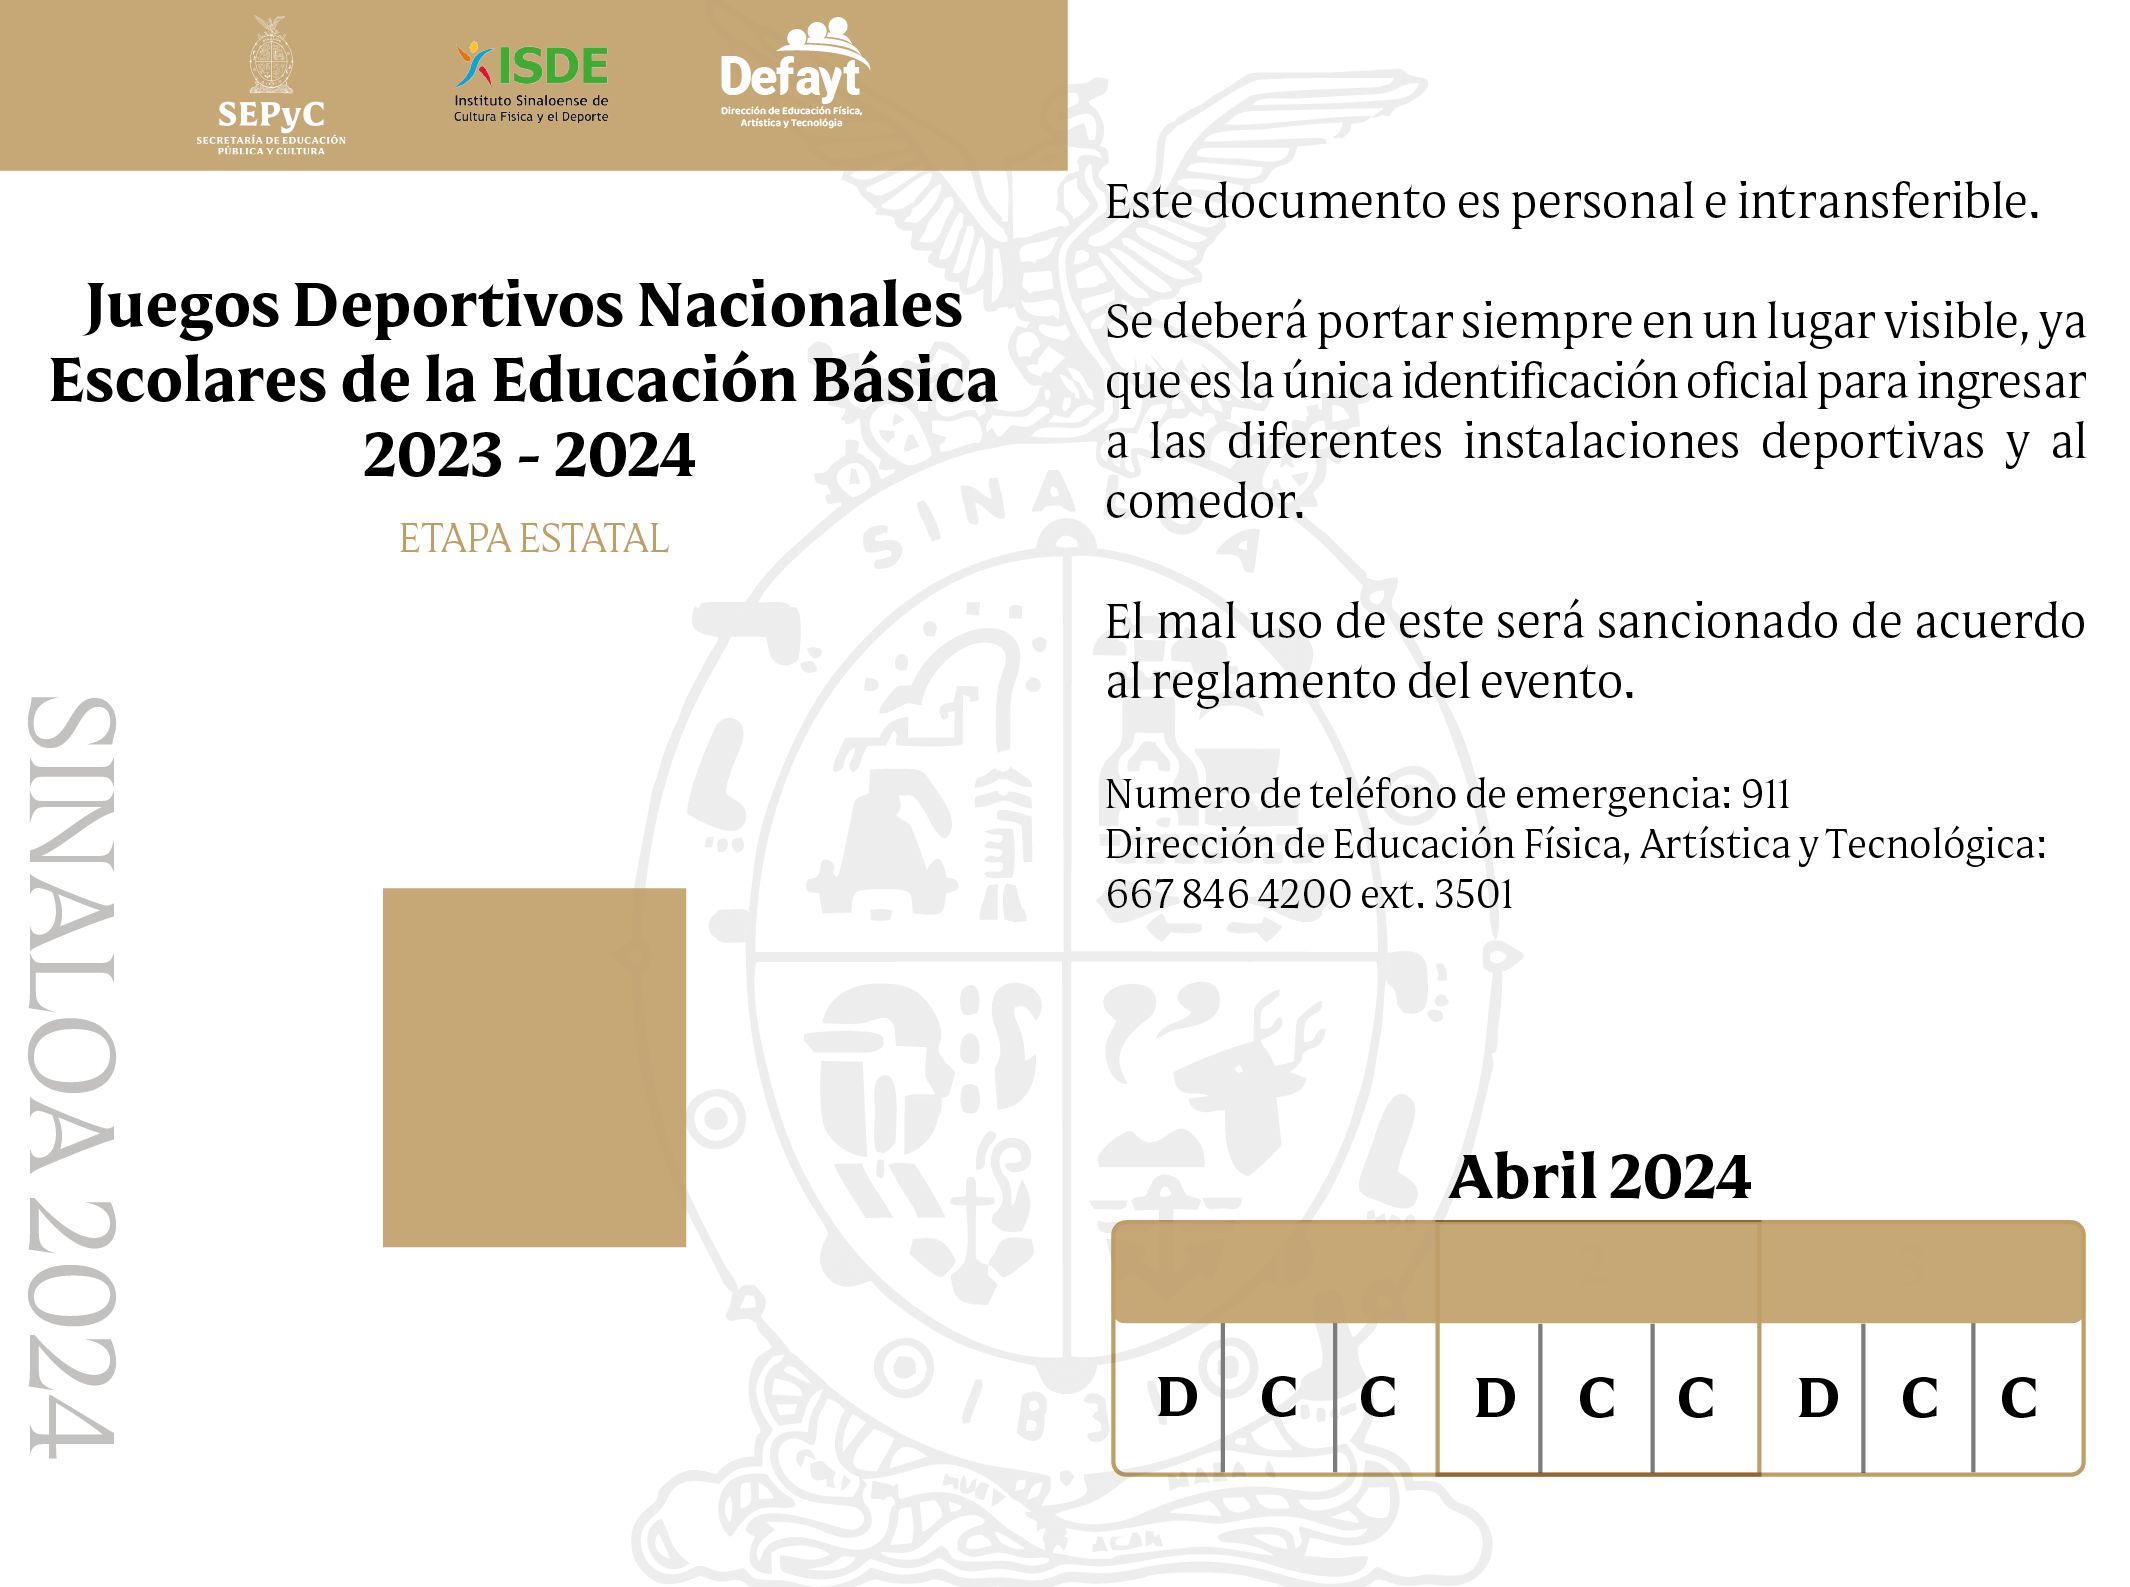 SEPyC
SECRETARÍA DE EDUCACIÓN
PÚBLICA Y CULTURA
ISDE
Instituto Sinaloense de
Cultura Física y el Deporte
Defayt
Dirección de Educación Física,
Artística y Tecnológia
Juegos Deportivos Nacionales
Escolares de la Educación Básica
2023 - 2024
ETAPA ESTATAL
SINALOA 2024
Este documento es personal e intransferible.
Se deberá portar siempre en un lugar visible, ya
que es la única identificación oficial para ingresar
a las diferentes instalaciones deportivas y al
comedor.
El mal uso de este será sancionado de acuerdo
al reglamento del evento.
Numero de teléfono de emergencia: 911
Dirección de Educación Física, Artística y Tecnológica:
667 846 4200 ext. 3501
Abril 2024
D C C D C C D C C
SINALOA